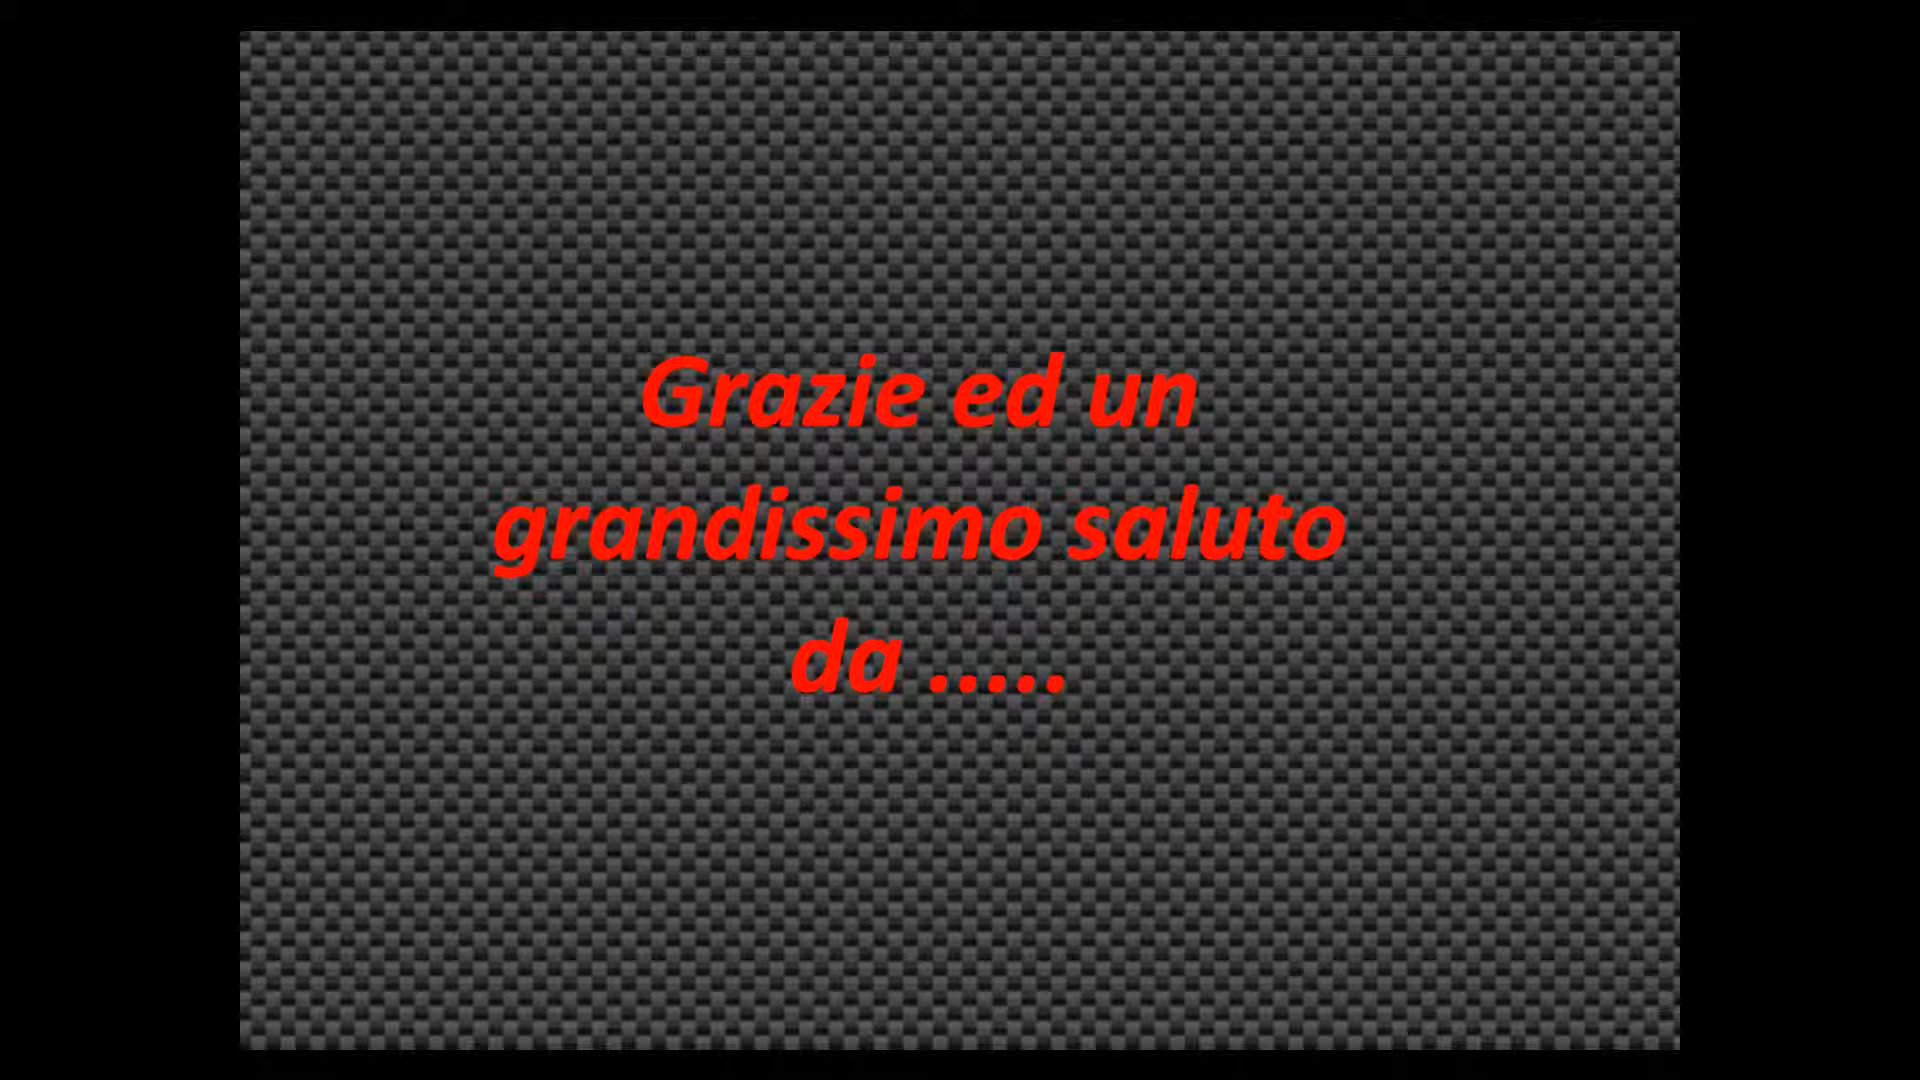 Grazie ed un
grandissimo saluto
da .....